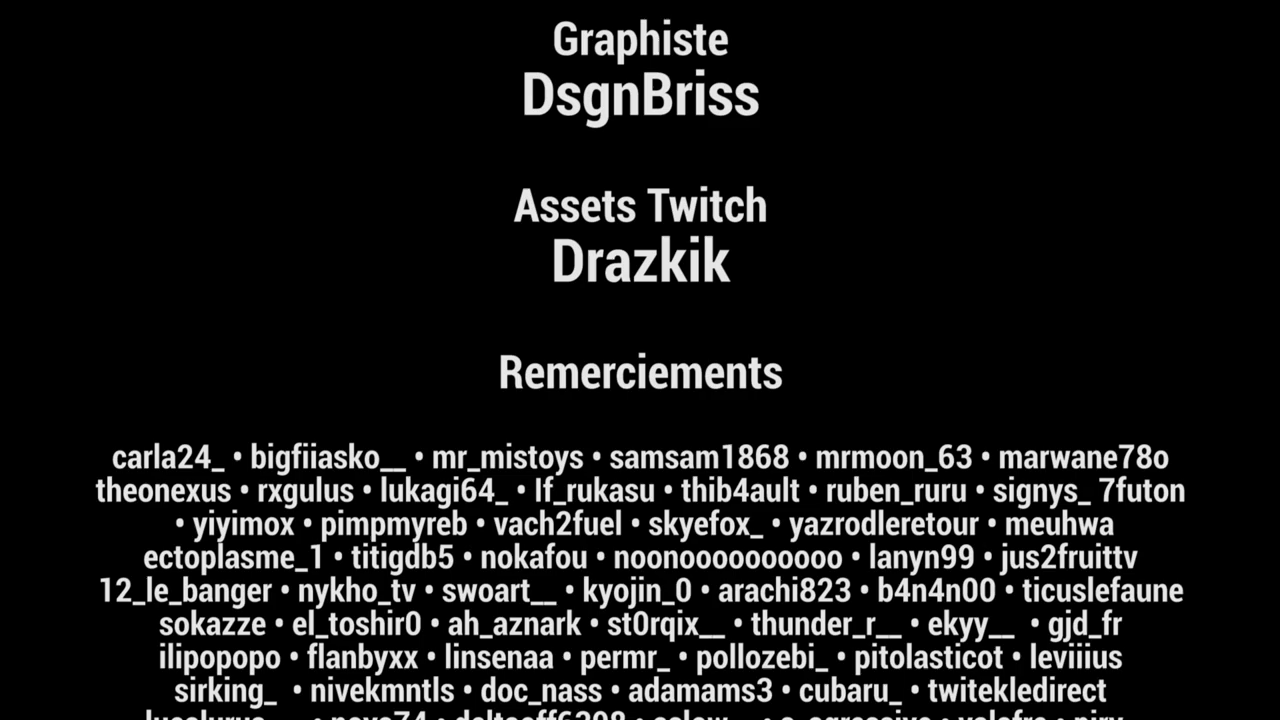 Graphiste
DsgnBriss
Assets Twitch
Drazkik
Remerciements
carla24_ • bigfiiasko__ • mr_mistoys • samsam1868 • mrmoon_63 • marwane78o
theonexus • rxgulus • lukagi64_ • If_rukasu • thib4ault • ruben_ruru • signys_ 7futon
• yiyimox • pimpmyreb • vach2fuel • skyefox_ • yazrodleretour • meuhwa
ectoplasme_1 • titigdb5 • nokafou • noonoooooooooo • lanyn99 • jus2fruittv
12_le_banger • nykho_tv • swoart__ • kyojin_0 • arachi823 • b4n4n00 • ticuslefaune
sokazze • el_toshir0 • ah_aznark • st0rqix__ • thunder_r__ • ekyy__ • gjd_fr
ilipopopo • flanbyxx • linsenaa • permr_ • pollozebi_ • pitolasticot • leviiius
sirking_ • nivekmntls • doc_nass • adamams3 • cubaru_ • twitekledirect